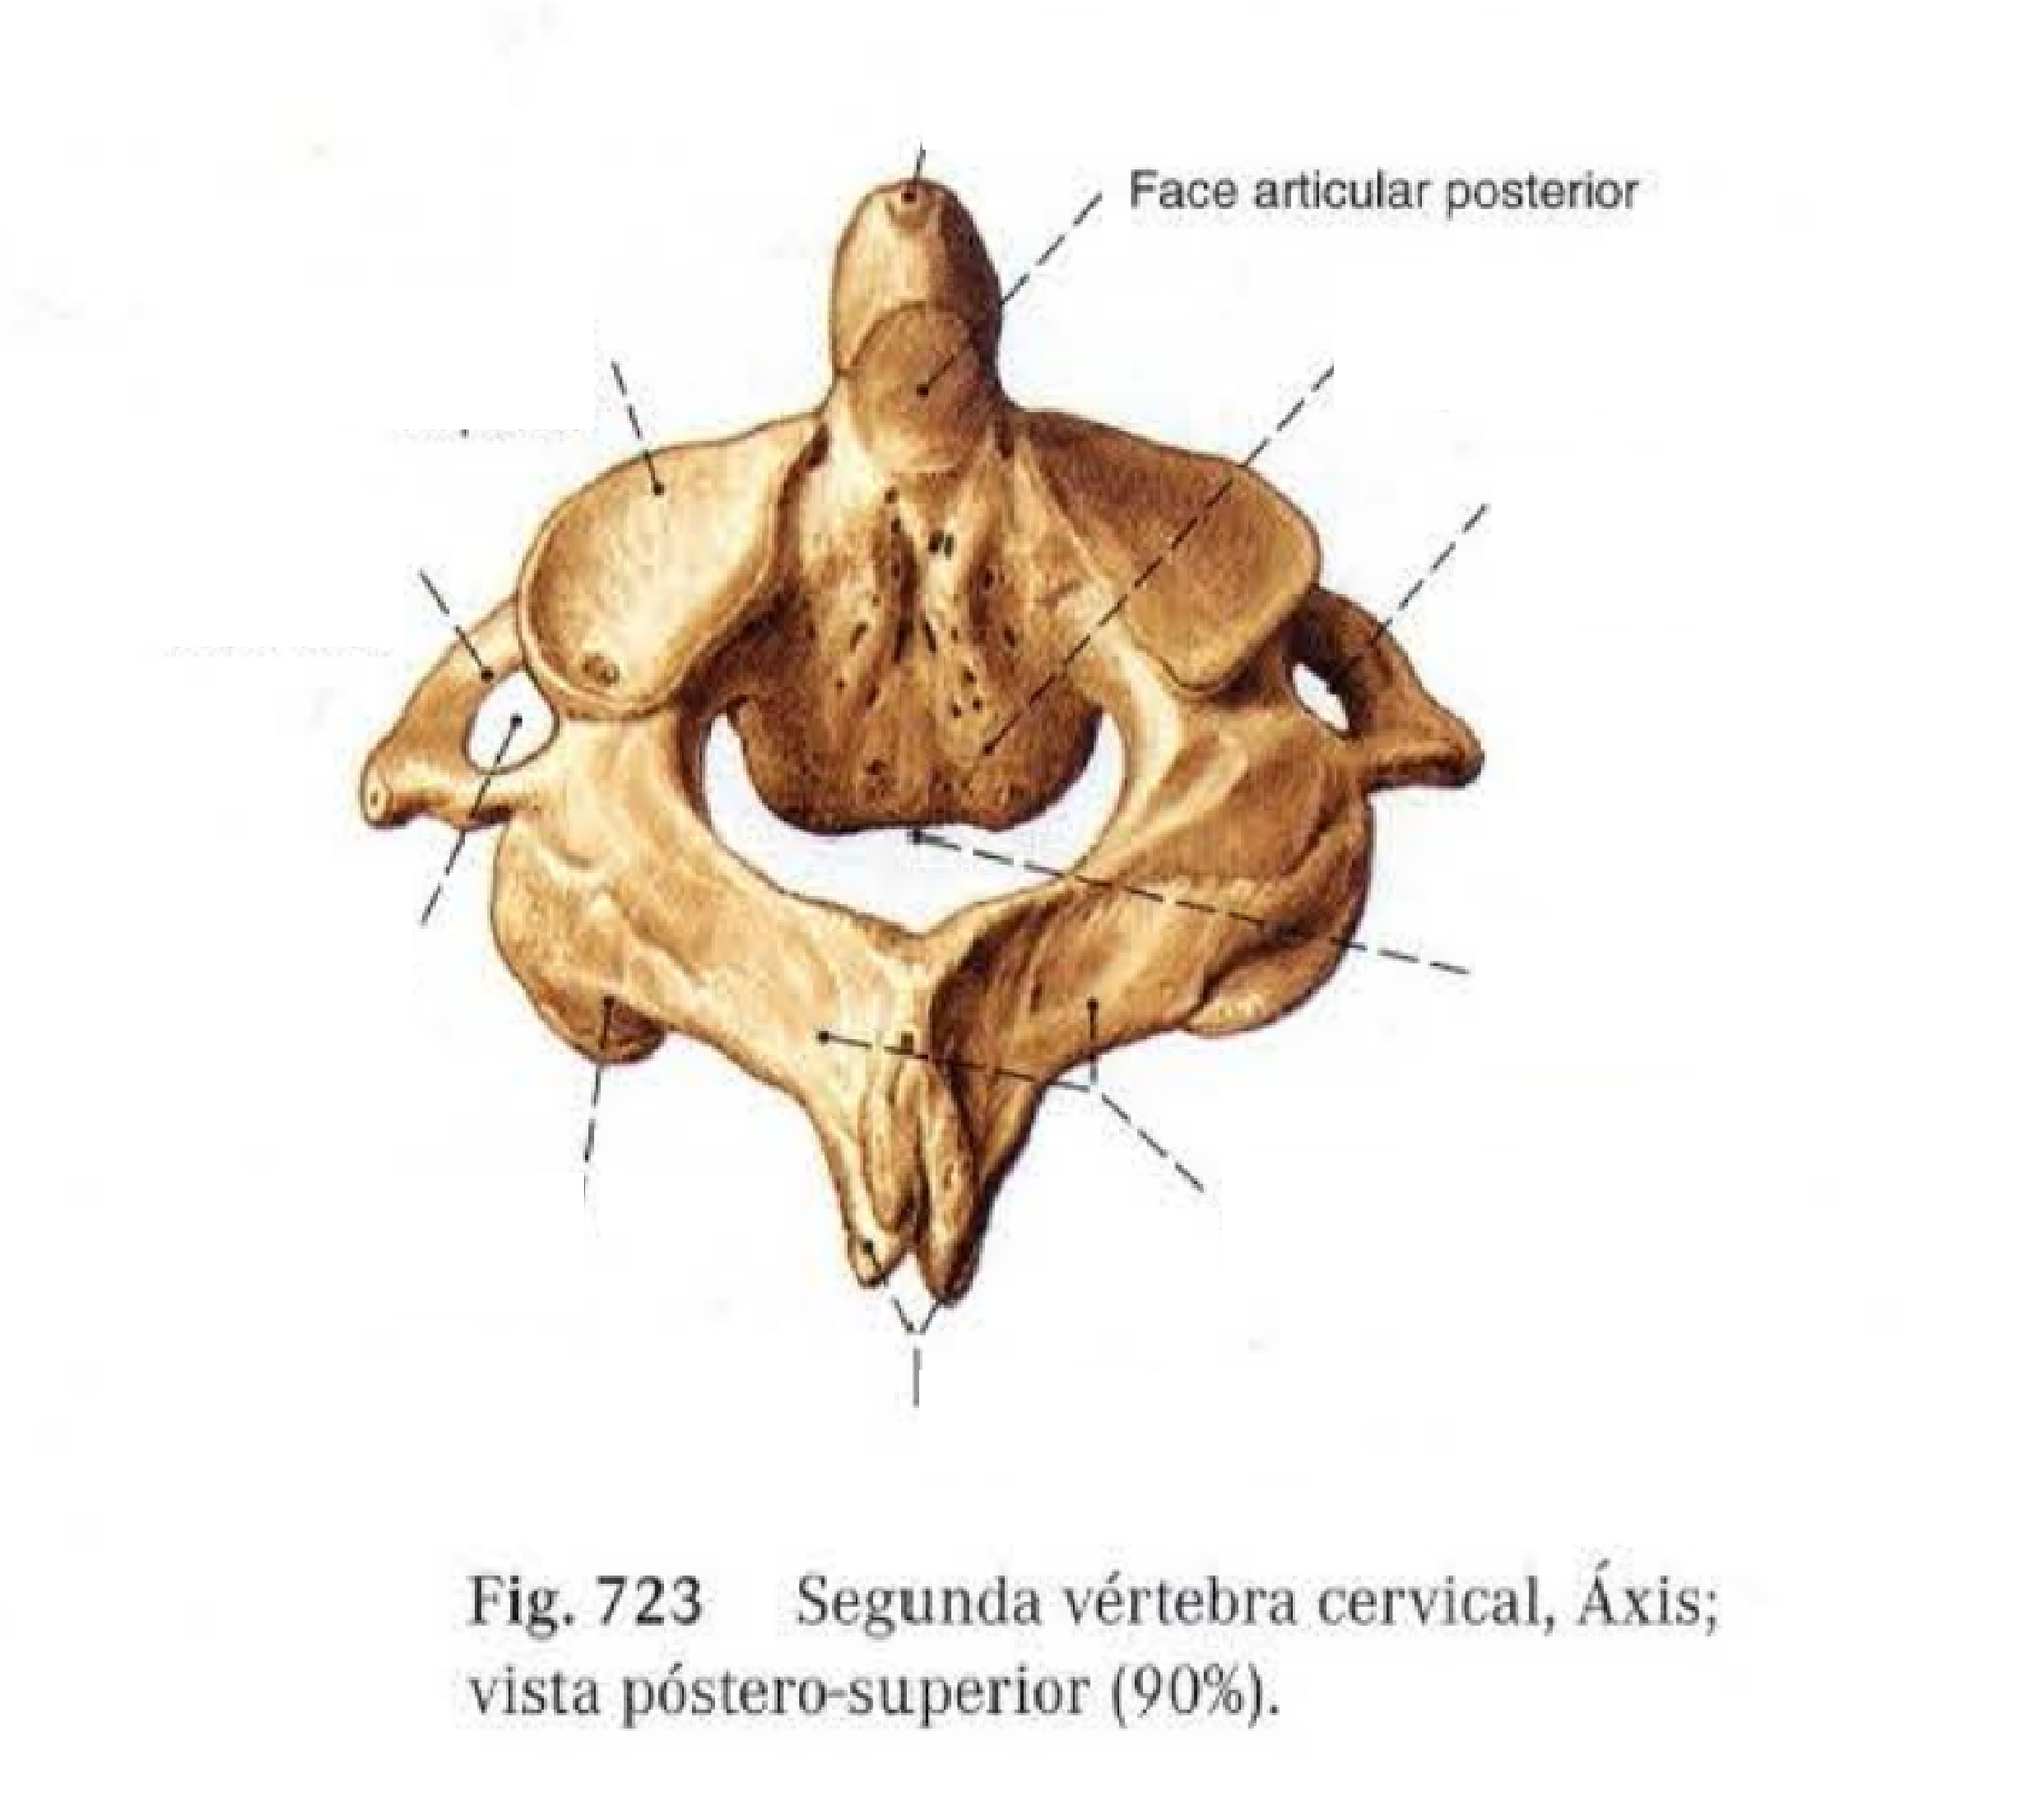 Face articular posterior
Fig. 723 Segunda vértebra cervical, Áxis;
vista póstero-superior (90%).